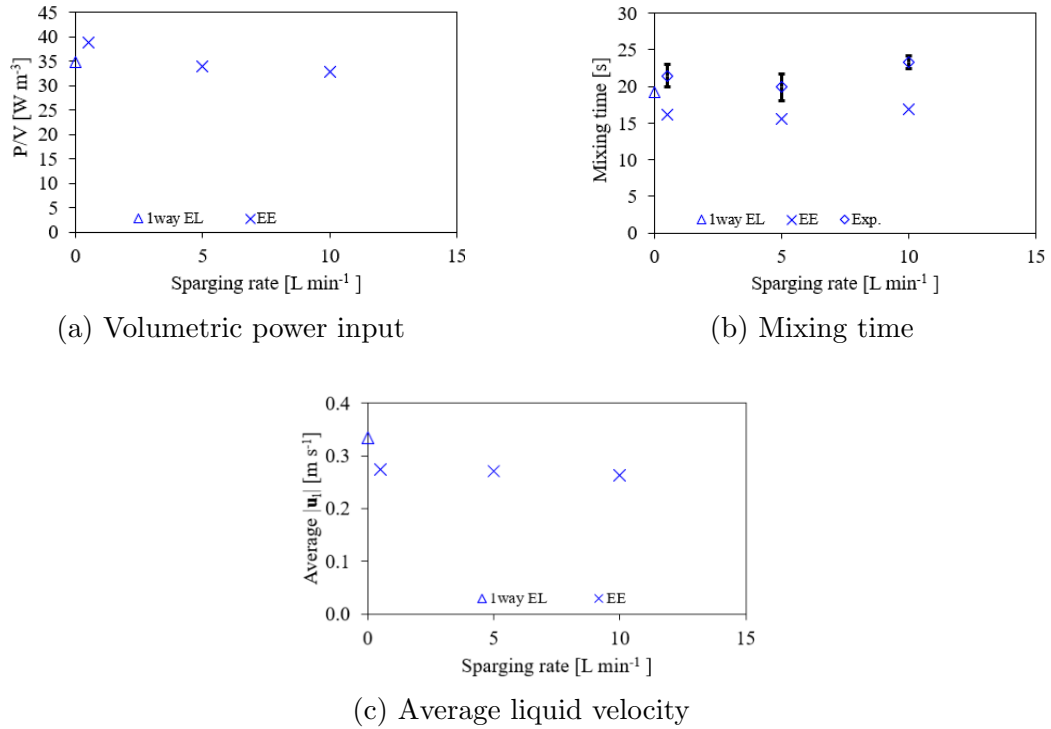 50
45
40
35
30
25
20
15
10
5
0
P/V [W m⁻³]
△ 1way EL × EE
0 5 10 15
Sparging rate [L min⁻¹ ]
(a) Volumetric power input
30
25
20
15
10
5
0
Mixing time [s]
△ 1way EL × EE ◇ Exp.
0 5 10 15
Sparging rate [L min⁻¹ ]
(b) Mixing time
0.4
0.3
0.2
0.1
0.0
Average |u₁| [m s⁻¹]
△ 1way EL × EE
0 5 10 15
Sparging rate [L min⁻¹ ]
(c) Average liquid velocity